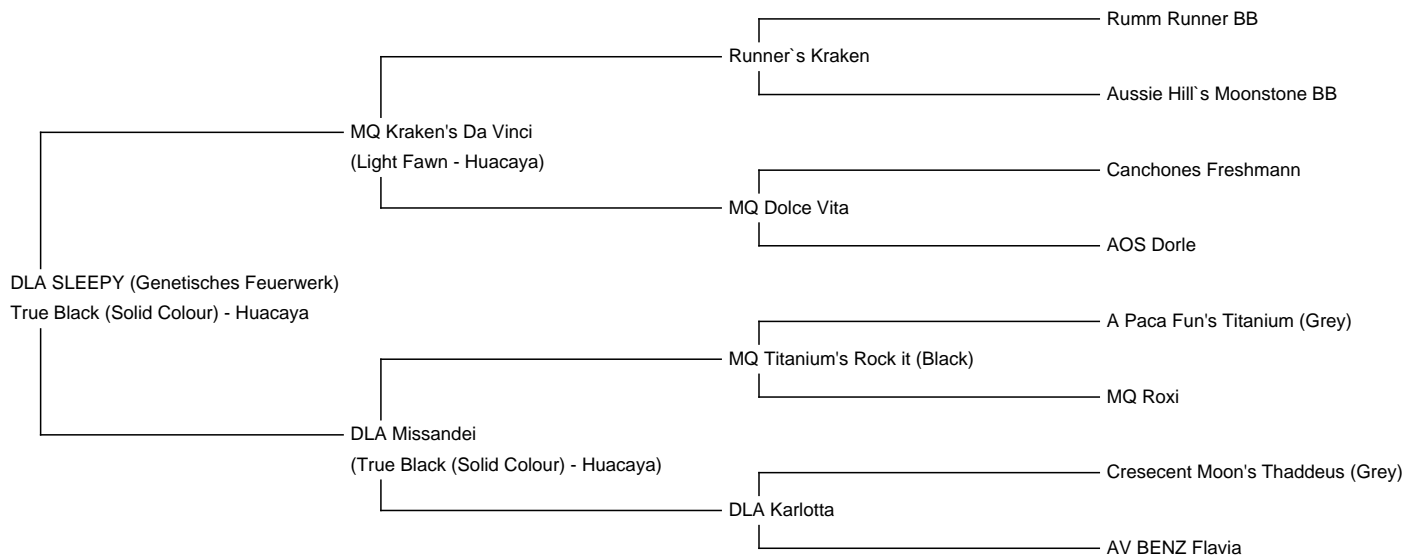 Rumm Runner BB
Runner`s Kraken
Aussie Hill`s Moonstone BB
MQ Kraken's Da Vinci
(Light Fawn - Huacaya)
Canchones Freshmann
MQ Dolce Vita
AOS Dorle
DLA SLEEPY (Genetisches Feuerwerk)
True Black (Solid Colour) - Huacaya
A Paca Fun's Titanium (Grey)
MQ Titanium's Rock it (Black)
MQ Roxi
DLA Missandei
(True Black (Solid Colour) - Huacaya)
Cresecent Moon's Thaddeus (Grey)
DLA Karlotta
AV BENZ Flavia